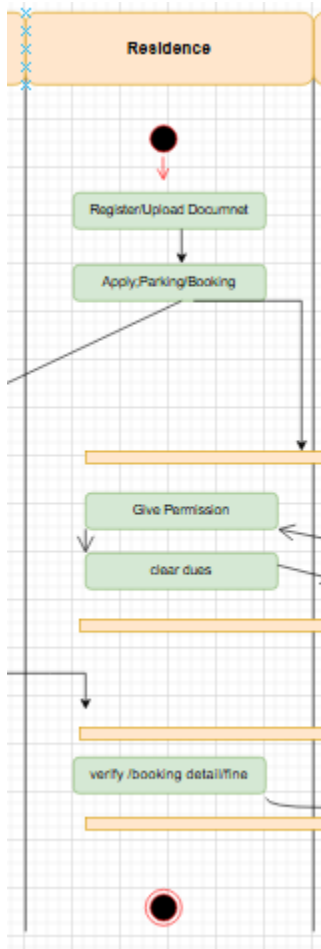 Residence
Register/Upload Documnet
Apply;Parking/Booking
Give Permission
clear dues
verify /booking detail/fine